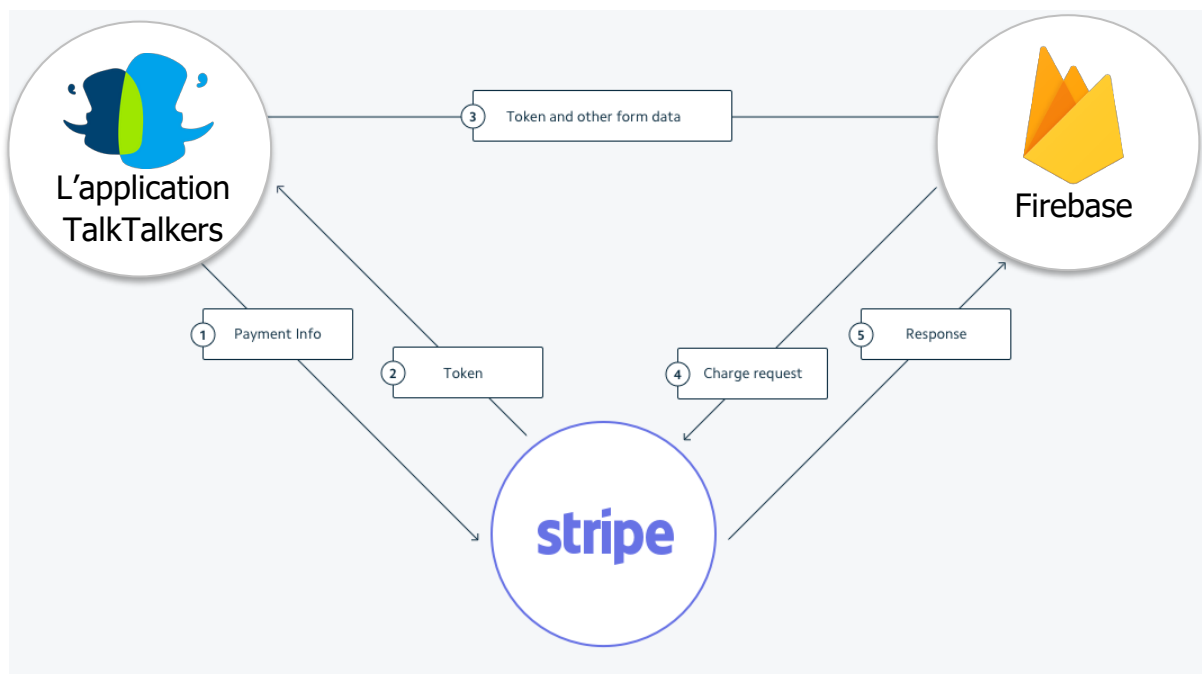 L'application
TalkTalkers
3 Token and other form data
Firebase
1 Payment Info
2 Token
4 Charge request
5 Response
stripe